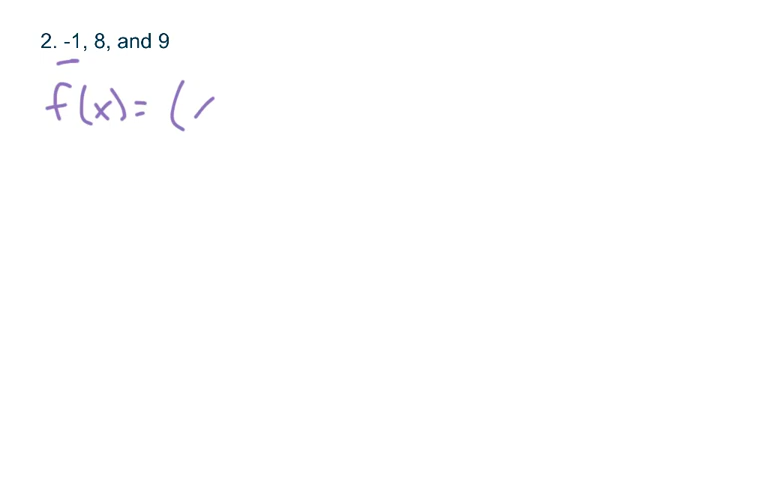 2. -1, 8, and 9
f(x)= (